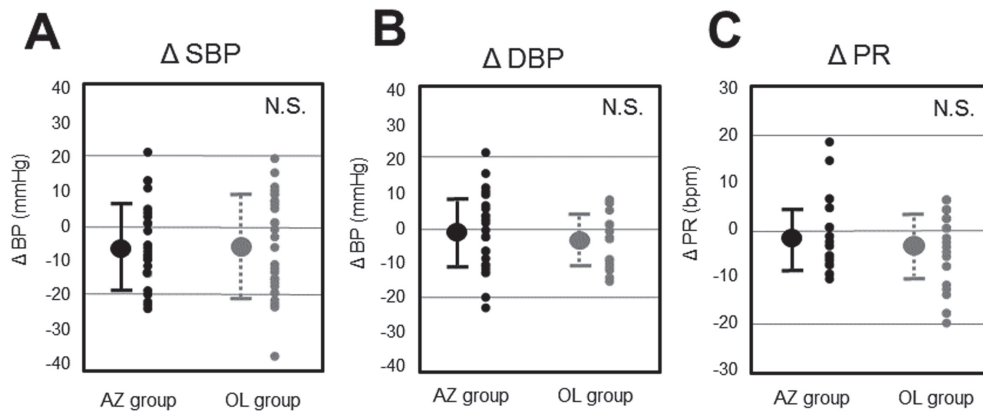 A
Δ SBP
Δ BP (mmHg)
40
30
20
10
0
-10
-20
-30
-40
N.S.
AZ group
OL group
B
Δ DBP
Δ BP (mmHg)
40
30
20
10
0
-10
-20
-30
40
N.S.
AZ group
OL group
C
Δ PR
Δ PR (bpm)
30
20
10
0
-10
-20
-30
N.S.
AZ group
OL group